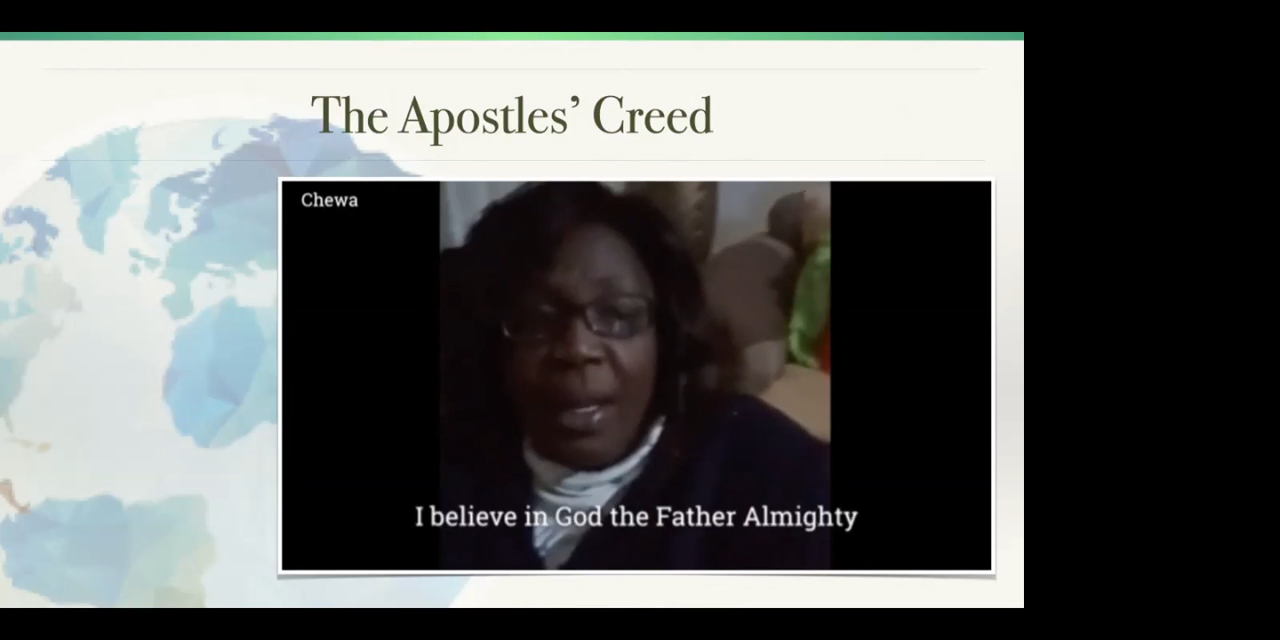 The Apostles’ Creed
Chewa
I believe in God the Father Almighty